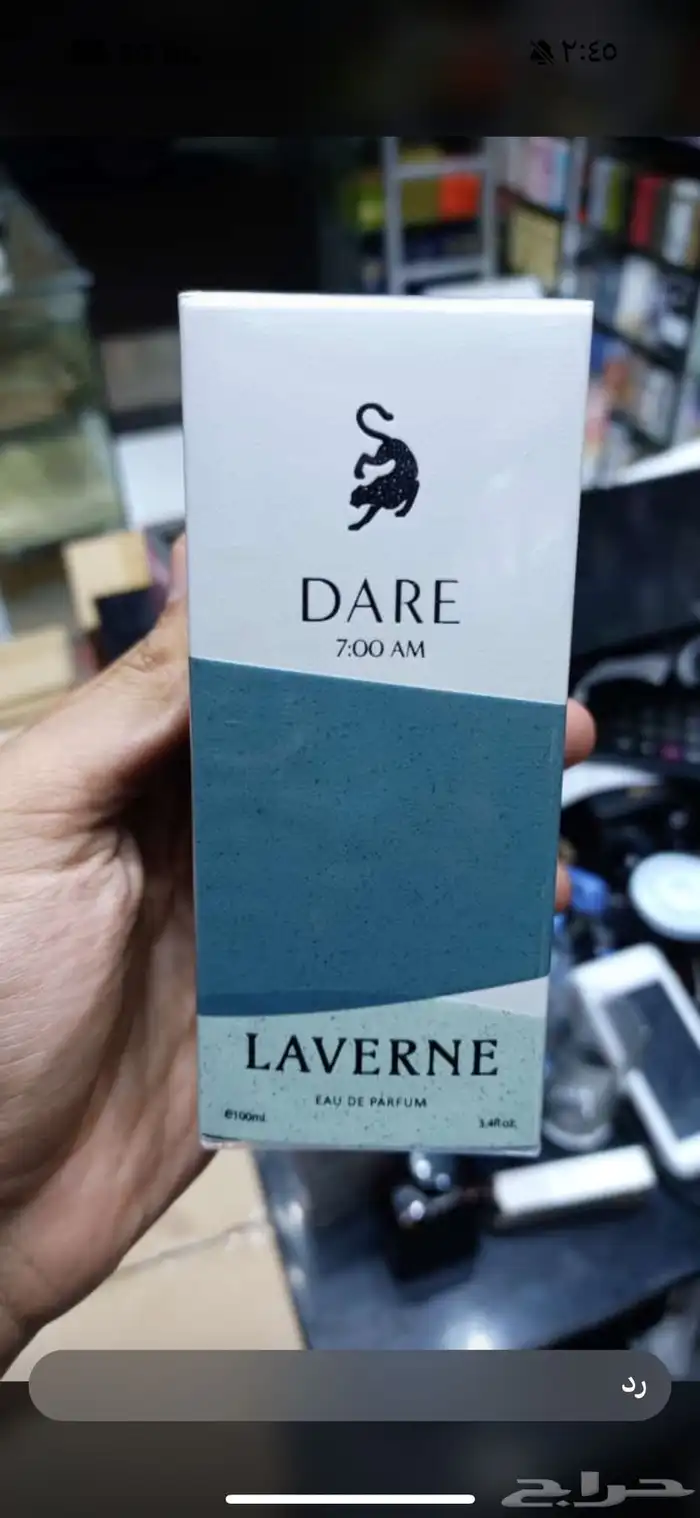 ٢:٤٥
DARE
7:00 AM
LAVERNE
EAU DE PARFUM
℮100ml. 3.4fl.oz.
رد
حراج